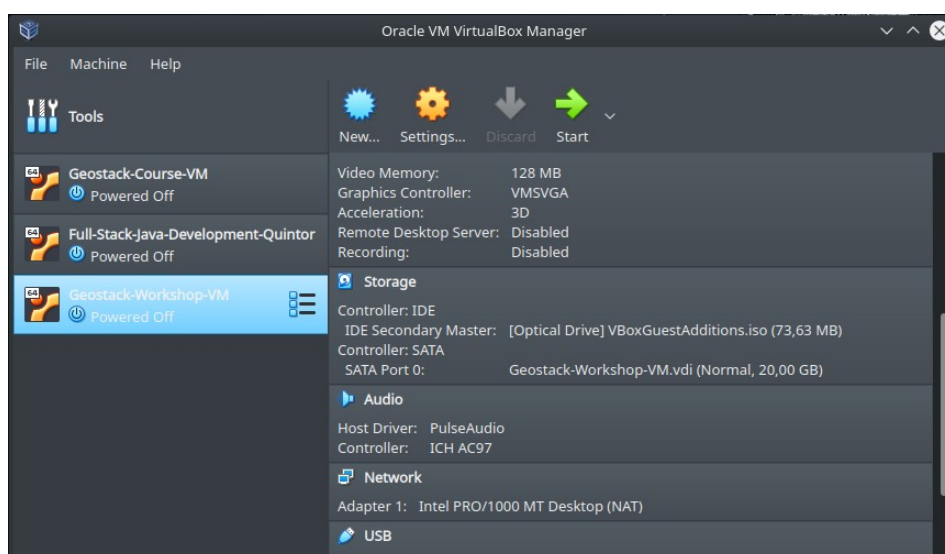 Oracle VM VirtualBox Manager
File Machine Help
Tools
New... Settings... Discard Start
64
Geostack-Course-VM
Powered Off
64
Full-Stack-Java-Development-Quintor
Powered Off
64
Geostack-Workshop-VM
Powered Off
Video Memory: 128 MB
Graphics Controller: VMSVGA
Acceleration: 3D
Remote Desktop Server: Disabled
Recording: Disabled
Storage
Controller: IDE
IDE Secondary Master: [Optical Drive] VBoxGuestAdditions.iso (73,63 MB)
Controller: SATA
SATA Port 0: Geostack-Workshop-VM.vdi (Normal, 20,00 GB)
Audio
Host Driver: PulseAudio
Controller: ICH AC97
Network
Adapter 1: Intel PRO/1000 MT Desktop (NAT)
USB